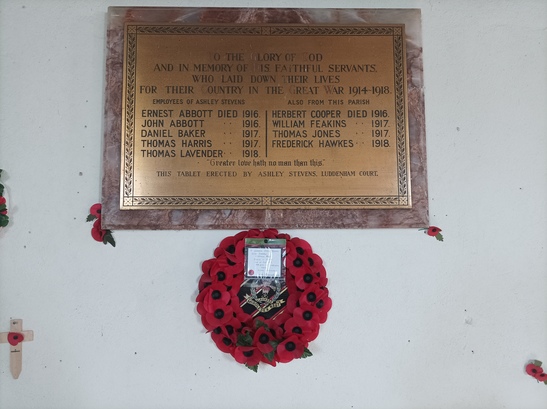 TO THE GLORY OF GOD
AND IN MEMORY OF HIS FAITHFUL SERVANTS,
WHO LAID DOWN THEIR LIVES
FOR THEIR COUNTRY IN THE GREAT WAR 1914-1918.
EMPLOYEES OF ASHLEY STEVENS
ERNEST ABBOTT DIED 1916.
JOHN ABBOTT 1916.
DANIEL BAKER 1917.
THOMAS HARRIS 1917.
THOMAS LAVENDER 1918.
ALSO FROM THIS PARISH
HERBERT COOPER DIED 1916.
WILLIAM FEAKINS 1917.
THOMAS JONES 1917.
FREDERICK HAWKES 1918.
"Greater love hath no man than this."
THIS TABLET ERECTED BY ASHLEY STEVENS, LUDDENHAM COURT.